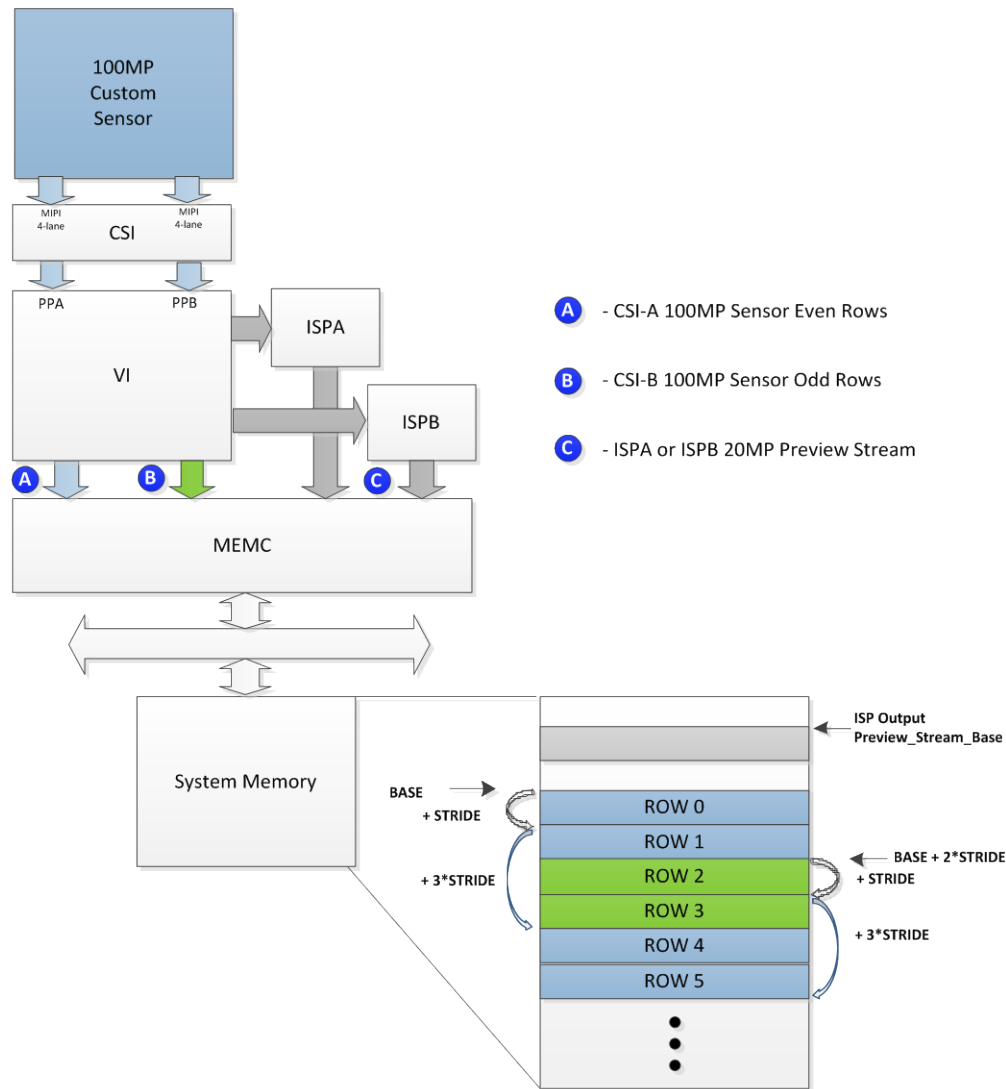 100MP
Custom
Sensor
MIPI
4-lane
MIPI
4-lane
CSI
PPA
PPB
VI
ISPA
ISPB
A - CSI-A 100MP Sensor Even Rows
B - CSI-B 100MP Sensor Odd Rows
C - ISPA or ISPB 20MP Preview Stream
A
B
C
MEMC
System Memory
ISP Output
Preview_Stream_Base
BASE
+ STRIDE
+ 3*STRIDE
ROW 0
ROW 1
ROW 2
ROW 3
ROW 4
ROW 5
BASE + 2*STRIDE
+ STRIDE
+ 3*STRIDE